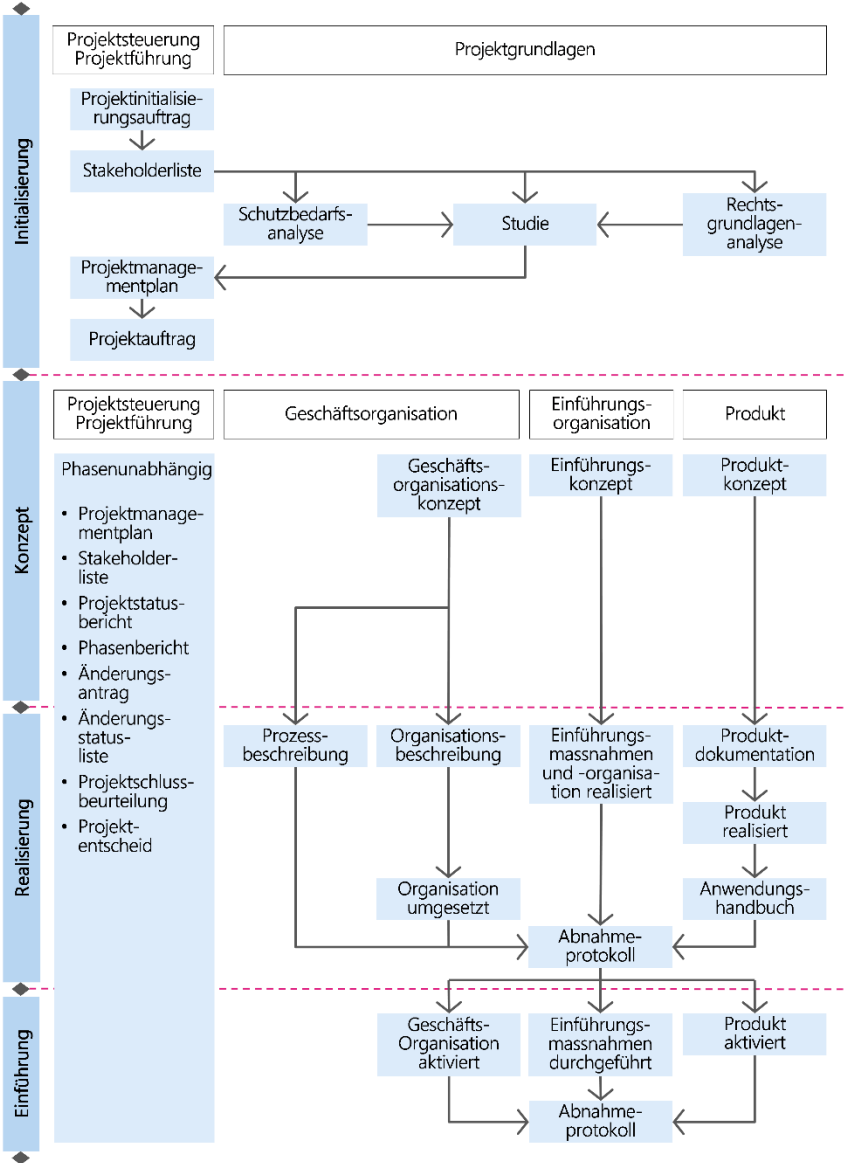 Initialisierung
Projektsteuerung
Projektführung
Projektgrundlagen
Projektinitialisie-
rungsauftrag
Stakeholderliste
Schutzbedarfs-
analyse
Studie
Rechts-
grundlagen-
analyse
Projektmanage-
mentplan
Projektauftrag
Konzept
Projektsteuerung
Projektführung
Geschäftsorganisation
Einführungs-
organisation
Produkt
Phasenunabhängig
• Projektmanage-
mentplan
• Stakeholder-
liste
• Projektstatus-
bericht
• Phasenbericht
• Änderungs-
antrag
• Änderungs-
status-
liste
• Projektschluss-
beurteilung
• Projekt-
entscheid
Geschäfts-
organisations-
konzept
Einführungs-
konzept
Produkt-
konzept
Realisierung
Prozess-
beschreibung
Organisations-
beschreibung
Einführungs-
massnahmen
und -organisa-
tion realisiert
Produkt-
dokumentation
Produkt
realisiert
Organisation
umgesetzt
Anwendungs-
handbuch
Abnahme-
protokoll
Einführung
Geschäfts-
Organisation
aktiviert
Einführungs-
massnahmen
durchgeführt
Produkt
aktiviert
Abnahme-
protokoll